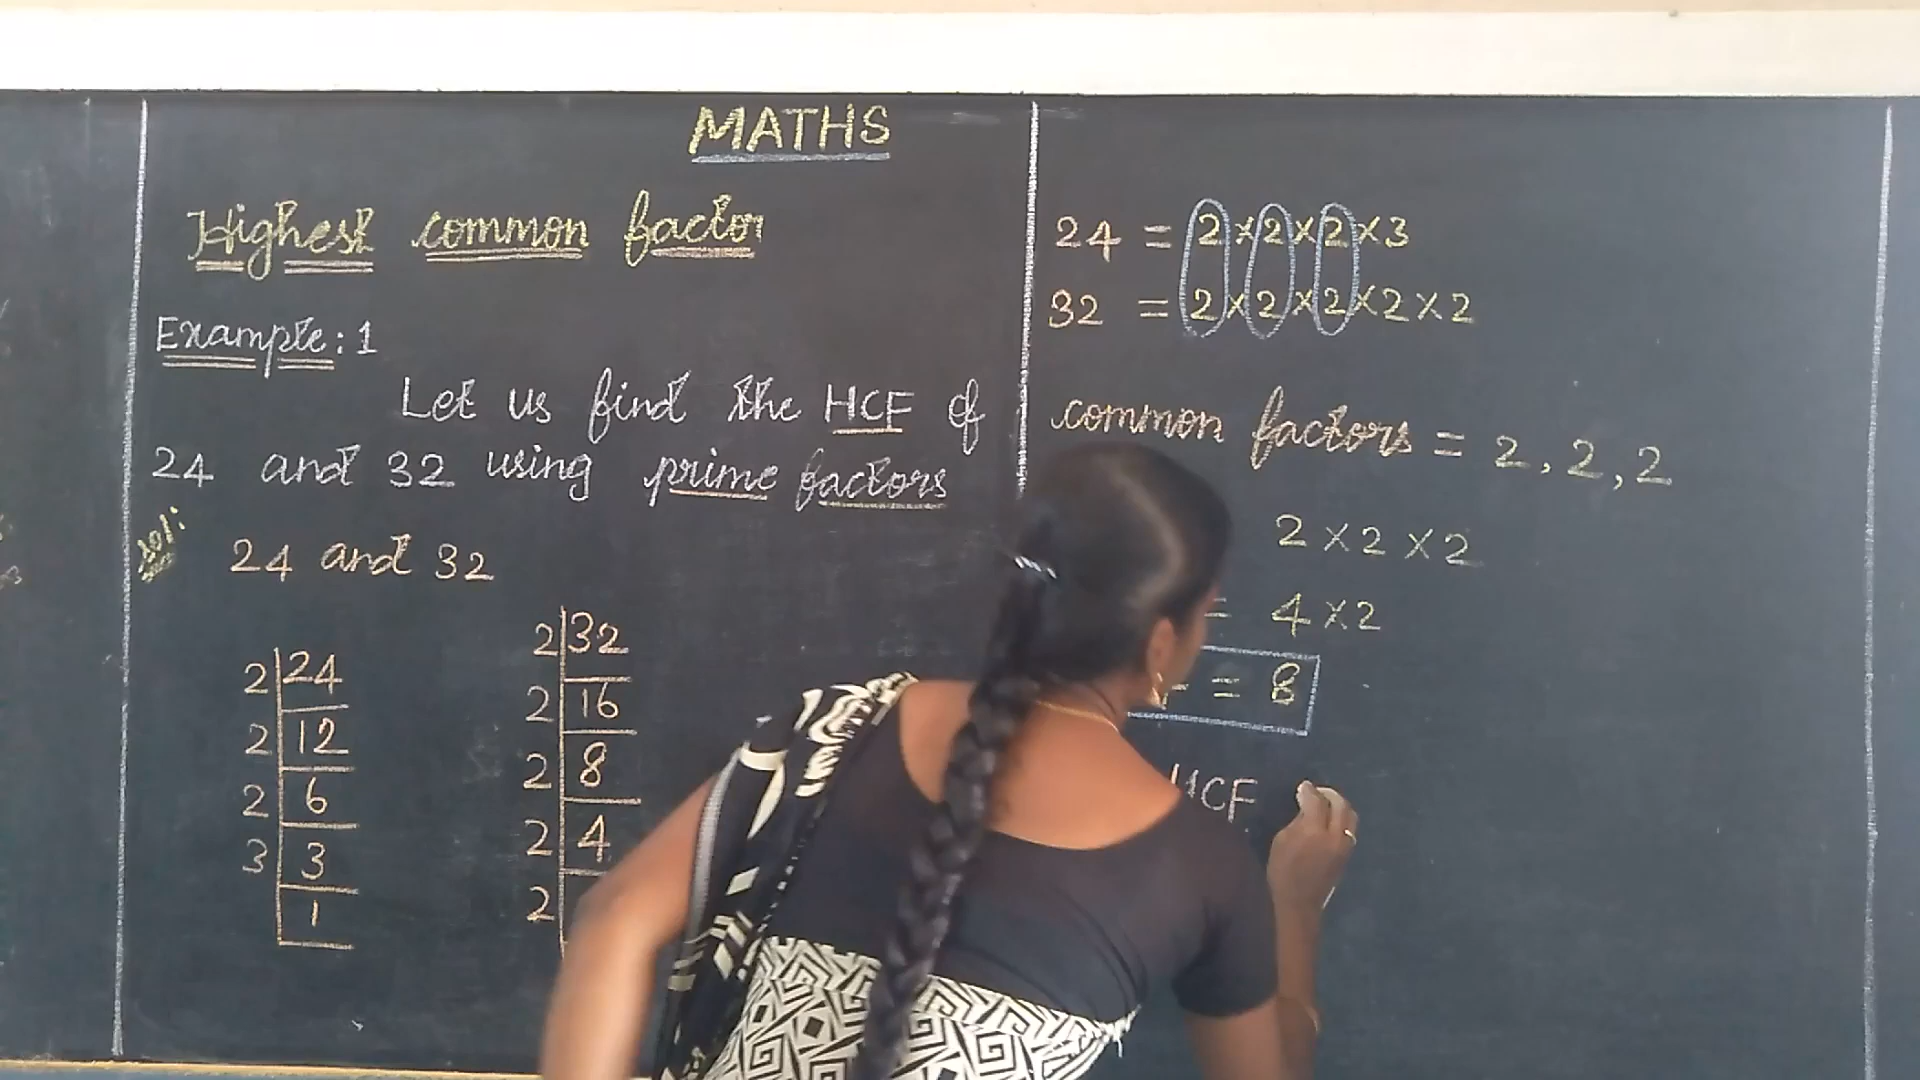 MATHS
Highest common factor
Example: 1
Let us find the HCF of
24 and 32 using prime factors
Sol:
24 and 32
2 24
2 12
2 6
3 3
1
2 32
2 16
2 8
2 4
2
24 = 2 × 2 × 2 × 3
32 = 2 × 2 × 2 × 2 × 2
common factors = 2, 2, 2
2 × 2 × 2
= 4 × 2
= 8
HCF